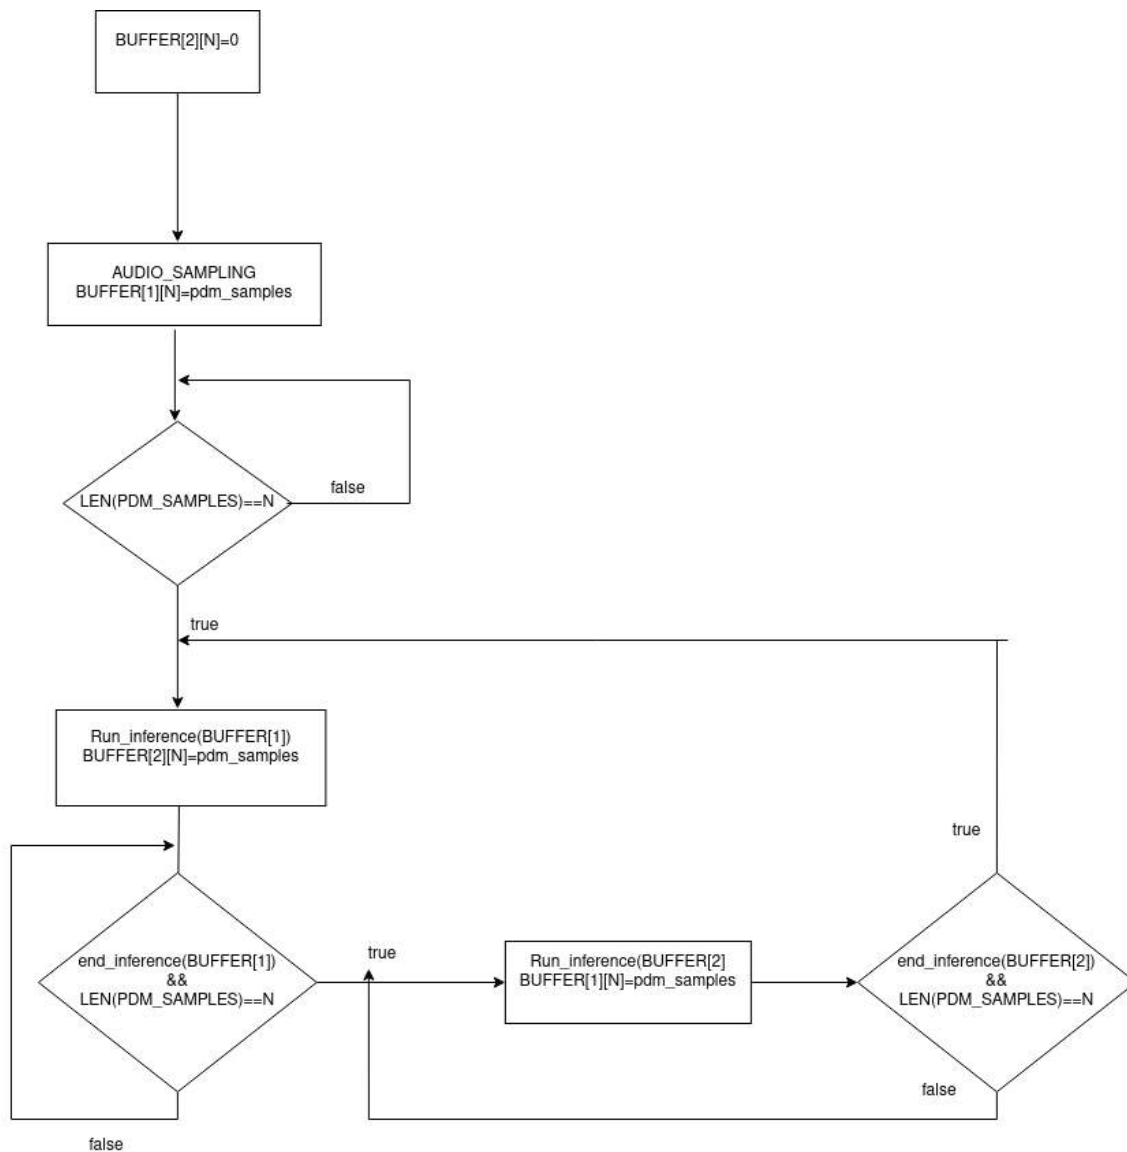 BUFFER[2][N]=0
AUDIO_SAMPLING
BUFFER[1][N]=pdm_samples
LEN(PDM_SAMPLES)==N
false
true
Run_inference(BUFFER[1])
BUFFER[2][N]=pdm_samples
true
end_inference(BUFFER[1])
&&
LEN(PDM_SAMPLES)==N
true
Run_inference(BUFFER[2]
BUFFER[1][N]=pdm_samples
end_inference(BUFFER[2])
&&
LEN(PDM_SAMPLES)==N
false
false